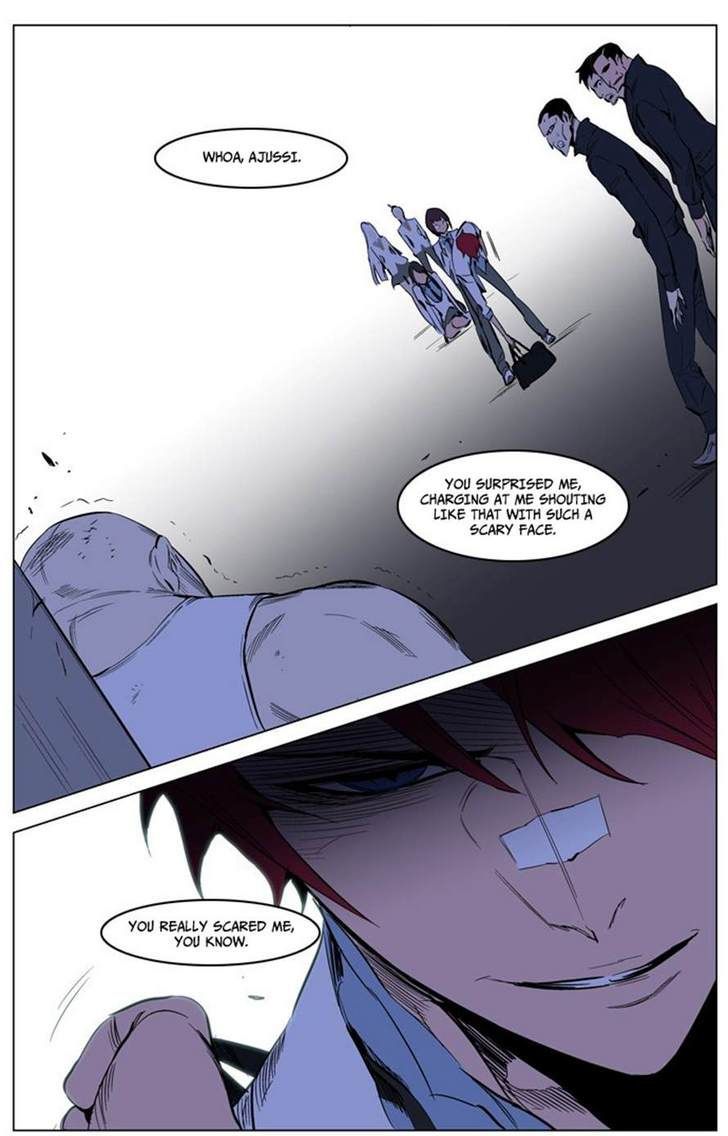 WHOA, AJUSSI.
YOU SURPRISED ME,
CHARGING AT ME SHOUTING
LIKE THAT WITH SUCH A
SCARY FACE.
YOU REALLY SCARED ME,
YOU KNOW.